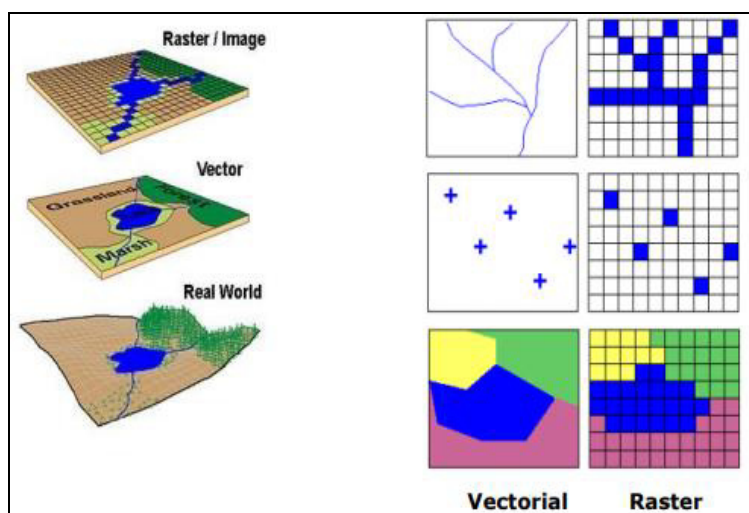 Raster / Image
Vector
Grassland
Forest
Marsh
Real World
Vectorial Raster